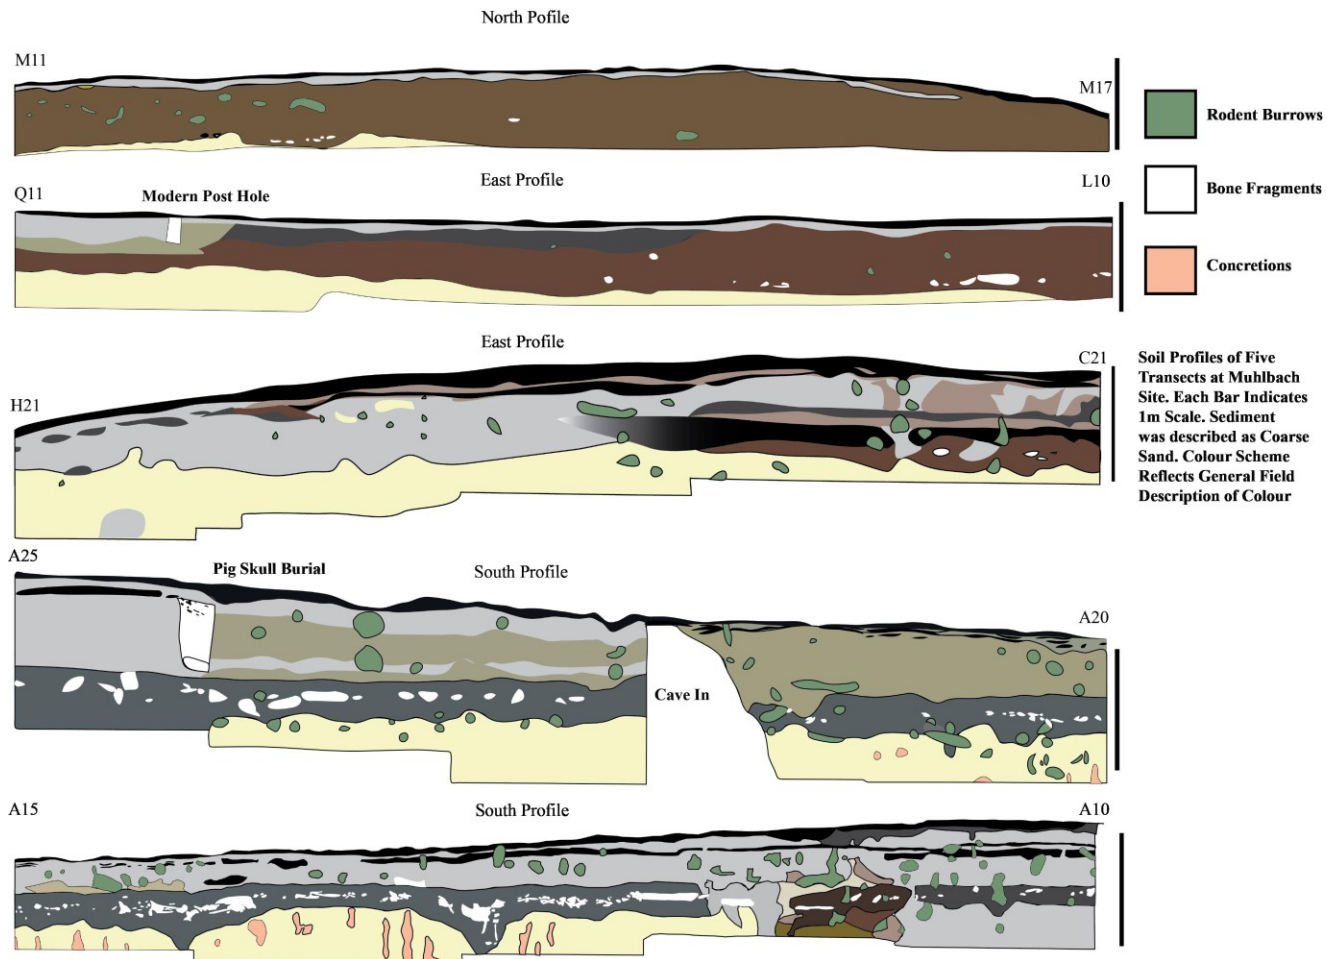 North Pofile
M11
M17
Rodent Burrows
Bone Fragments
Concretions
East Profile
Q11
Modern Post Hole
L10
East Profile
H21
C21
Soil Profiles of Five
Transects at Muhlbach
Site. Each Bar Indicates
1m Scale. Sediment
was described as Coarse
Sand. Colour Scheme
Reflects General Field
Description of Colour
A25
Pig Skull Burial
South Profile
A20
Cave In
A15
South Profile
A10